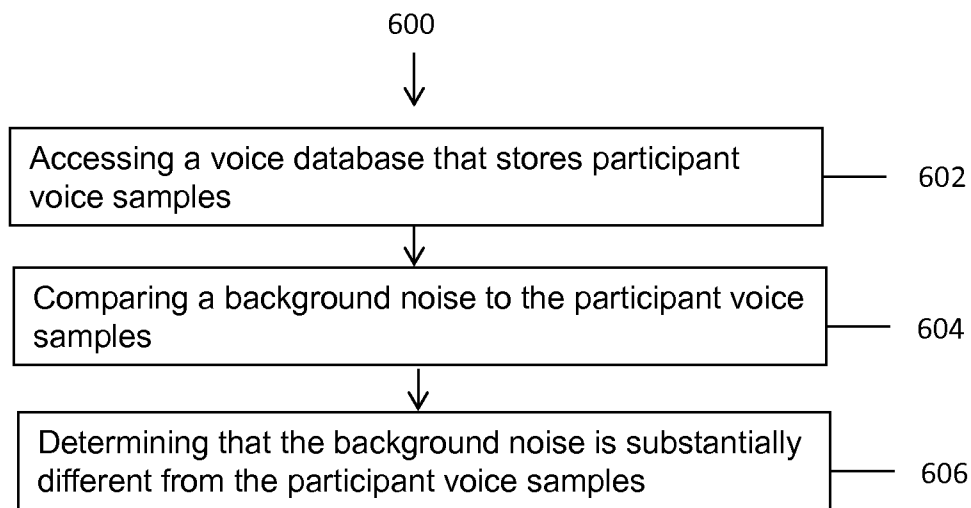 600
Accessing a voice database that stores participant
voice samples
602
Comparing a background noise to the participant voice
samples
604
Determining that the background noise is substantially
different from the participant voice samples
606